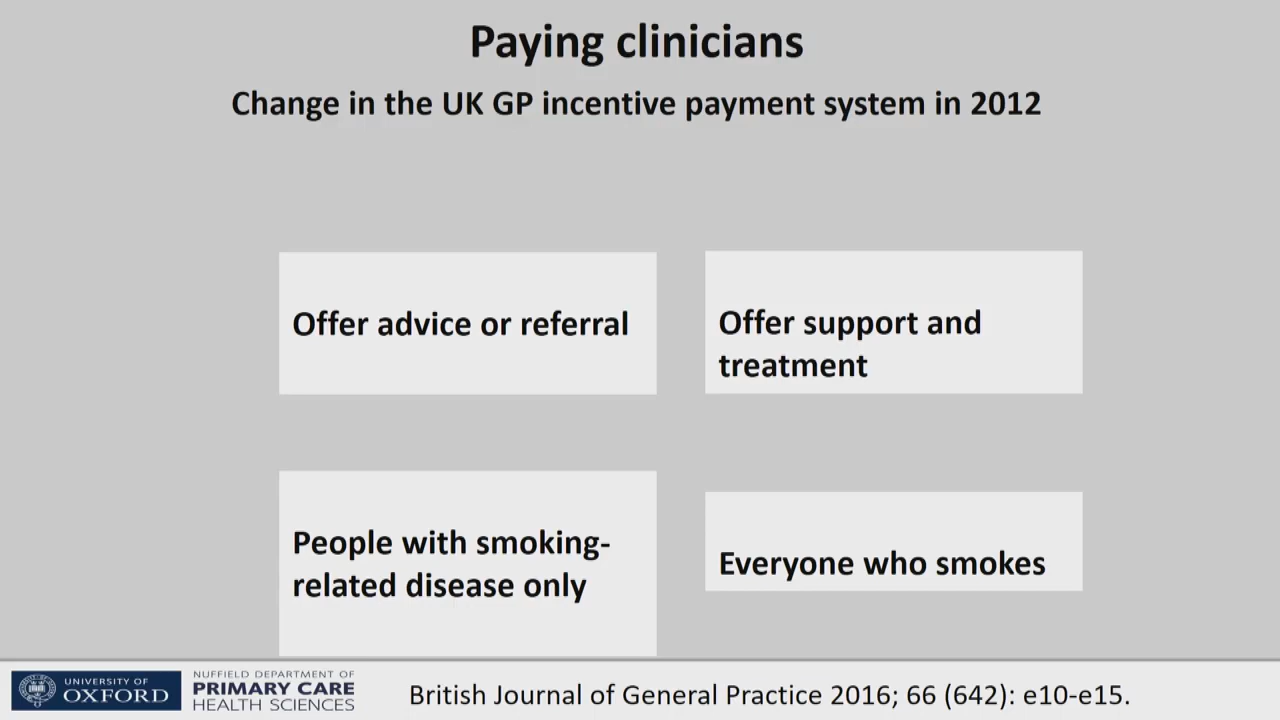 Paying clinicians
Change in the UK GP incentive payment system in 2012
Offer advice or referral
Offer support and
treatment
People with smoking-
related disease only
Everyone who smokes
UNIVERSITY OF
OXFORD
NUFFIELD DEPARTMENT OF
PRIMARY CARE
HEALTH SCIENCES
British Journal of General Practice 2016; 66 (642): e10-e15.